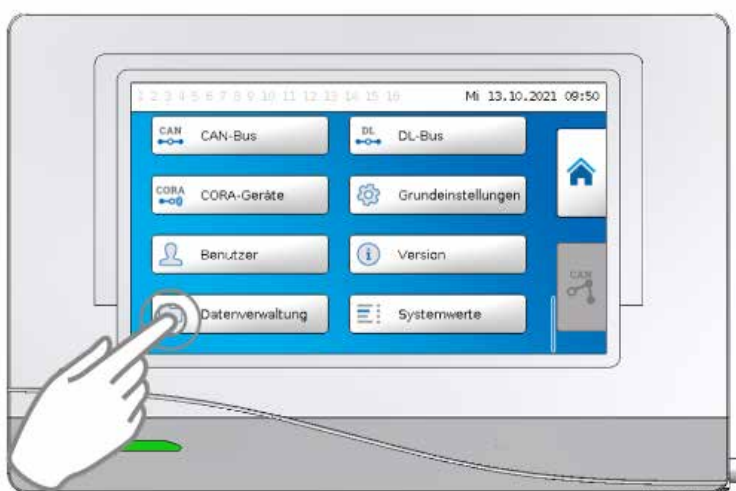 1 2 3 4 5 6 7 8 9 10 11 12 13 14 15 16 Mi 13.10.2021 09:50
CAN CAN-Bus DL DL-Bus
CORA CORA-Geräte Grundeinstellungen
Benutzer i Version
CAN
Datenverwaltung Systemwerte